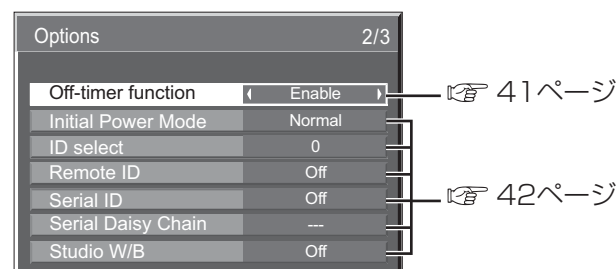 Options 2/3
Off-timer function Enable
☞ 41ページ
Initial Power Mode Normal
ID select 0
Remote ID Off
Serial ID Off
☞ 42ページ
Serial Daisy Chain ---
Studio W/B Off